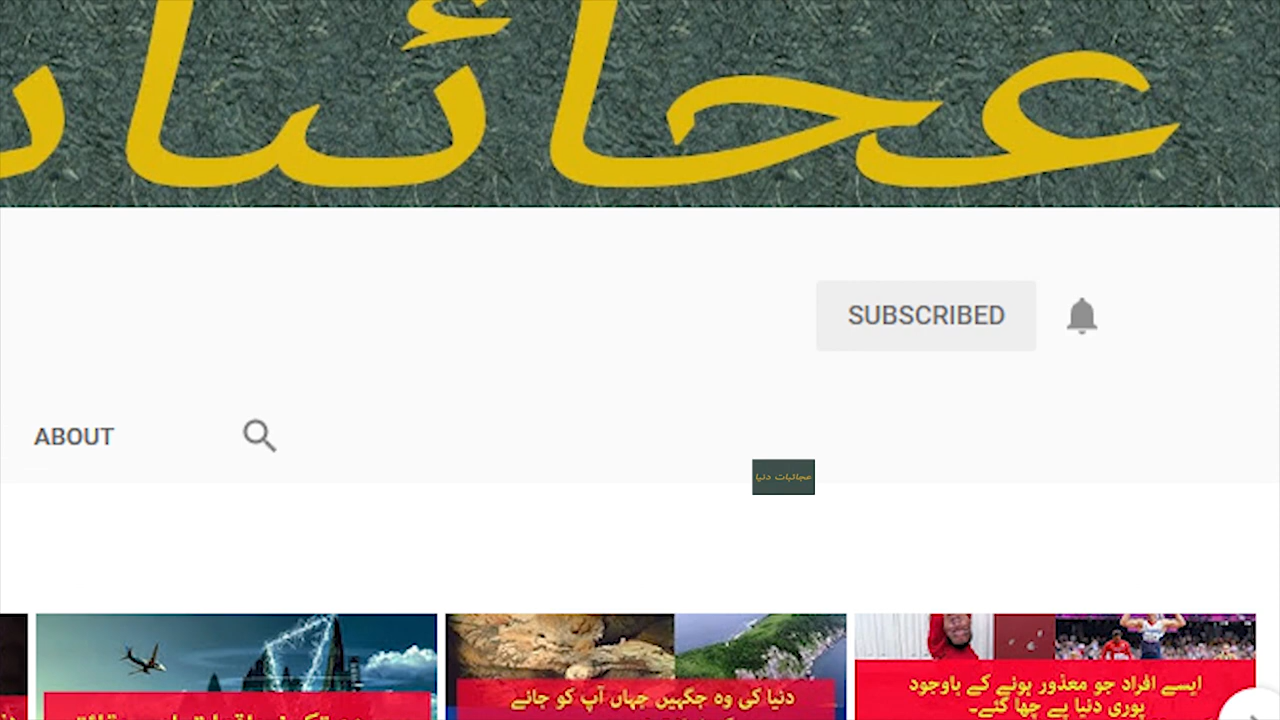 عجائبات
SUBSCRIBED
ABOUT
عجائبات دنیا
دنیا کی وہ جگہیں جہاں آپ کو جانے
ایسے افراد جو معذور ہونے کے باوجود
پوری دنیا پے چھا گئے۔